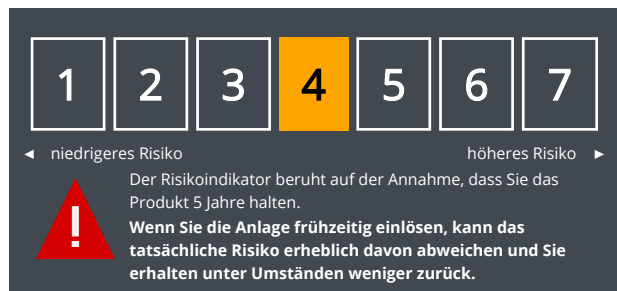 1 2 3 4 5 6 7
◄ niedrigeres Risiko höheres Risiko ►
Der Risikoindikator beruht auf der Annahme, dass Sie das
Produkt 5 Jahre halten.
Wenn Sie die Anlage frühzeitig einlösen, kann das
tatsächliche Risiko erheblich davon abweichen und Sie
erhalten unter Umständen weniger zurück.
!